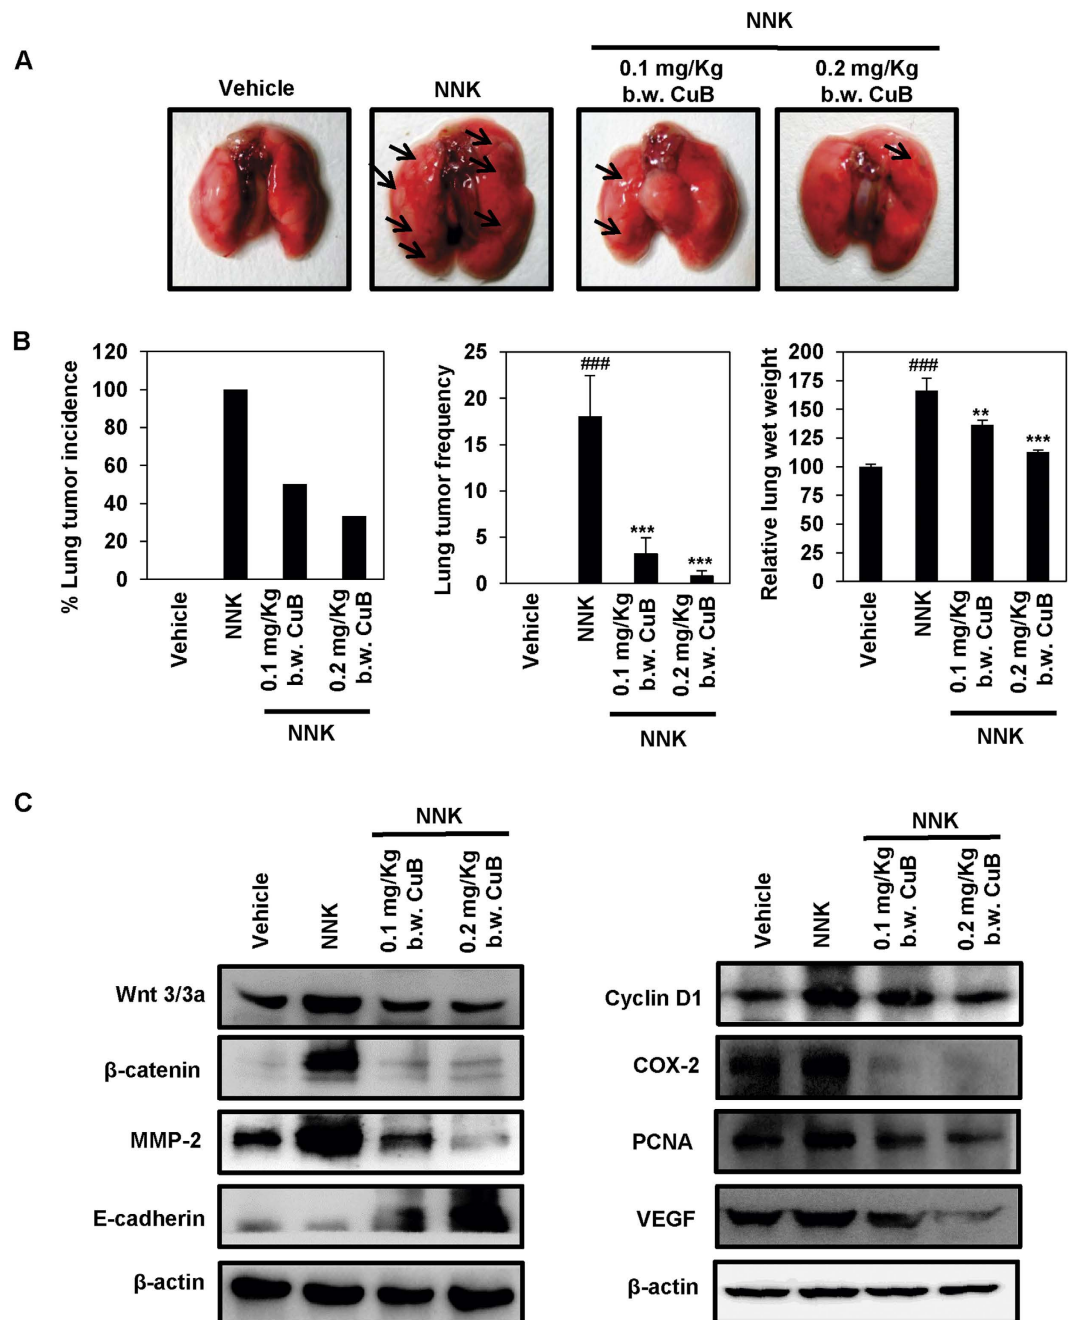 A
NNK
Vehicle
NNK
0.1 mg/Kg
b.w. CuB
0.2 mg/Kg
b.w. CuB
B
% Lung tumor incidence
120
100
80
60
40
20
0
Vehicle
NNK
0.1 mg/Kg
b.w. CuB
0.2 mg/Kg
b.w. CuB
NNK
Lung tumor frequency
25
20
15
10
5
0
###
***
***
Vehicle
NNK
0.1 mg/Kg
b.w. CuB
0.2 mg/Kg
b.w. CuB
NNK
Relative lung wet weight
200
175
150
125
100
75
50
25
0
###
**
***
Vehicle
NNK
0.1 mg/Kg
b.w. CuB
0.2 mg/Kg
b.w. CuB
NNK
C
NNK
Vehicle
NNK
0.1 mg/Kg
b.w. CuB
0.2 mg/Kg
b.w. CuB
Wnt 3/3a
β-catenin
MMP-2
E-cadherin
β-actin
NNK
Vehicle
NNK
0.1 mg/Kg
b.w. CuB
0.2 mg/Kg
b.w. CuB
Cyclin D1
COX-2
PCNA
VEGF
β-actin